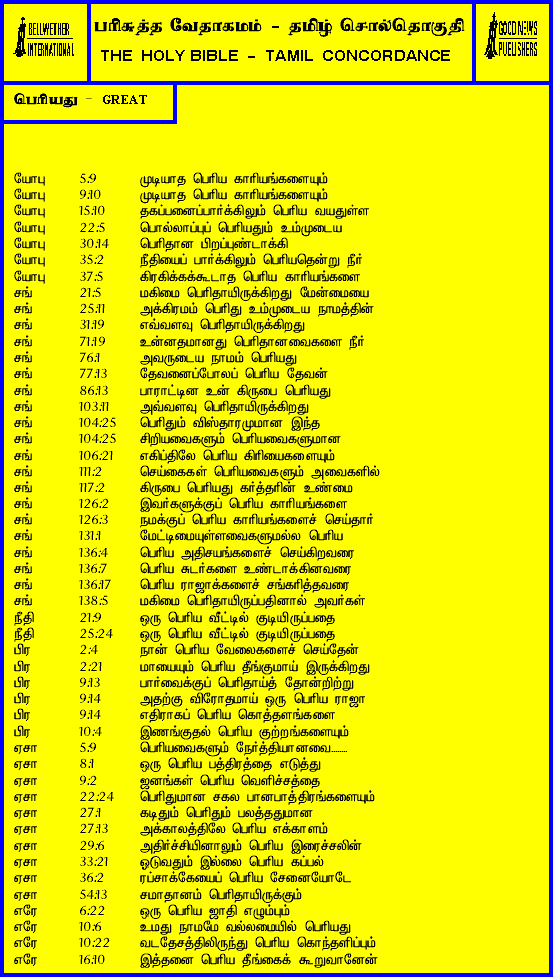 BELLWETHER INTERNATIONAL
பரிசுத்த வேதாகமம் - தமிழ் சொல்தொகுதி
THE HOLY BIBLE - TAMIL CONCORDANCE
GOOD NEWS PUBLISHERS
பெரியது - GREAT
யோபு 5:9 முடியாத பெரிய காரியங்களையும்
யோபு 9:10 முடியாத பெரிய காரியங்களையும்
யோபு 15:10 தகப்பனைப்பார்க்கிலும் பெரிய வயதுள்ள
யோபு 22:5 பொல்லாப்புப் பெரியதும் உம்முடைய
யோபு 30:14 பெரிதான பிறப்புண்டாக்கி
யோபு 35:2 நீதியைப் பார்க்கிலும் பெரியதென்று நீர்
யோபு 37:5 கிரகிக்கக்கூடாத பெரிய காரியங்களை
சங் 21:5 மகிமை பெரிதாயிருக்கிறது மேன்மையை
சங் 25:11 அக்கிரமம் பெரிது உம்முடைய நாமத்தின்
சங் 31:19 எவ்வளவு பெரிதாயிருக்கிறது
சங் 71:19 உன்னதமானது பெரிதானவைகளை நீர்
சங் 76:1 அவருடைய நாமம் பெரியது
சங் 77:13 தேவனைப்போலப் பெரிய தேவன்
சங் 86:13 பாராட்டின உன் கிருபை பெரியது
சங் 103:11 அவ்வளவு பெரிதாயிருக்கிறது
சங் 104:25 பெரிதும் விஸ்தாரமுமான இந்த
சங் 104:25 சிறியவைகளும் பெரியவைகளுமான
சங் 106:21 எகிப்திலே பெரிய கிரியைகளையும்
சங் 111:2 செய்கைகள் பெரியவைகளும் அவைகளில்
சங் 117:2 கிருபை பெரியது கர்த்தரின் உண்மை
சங் 126:2 இவர்களுக்குப் பெரிய காரியங்களை
சங் 126:3 நமக்குப் பெரிய காரியங்களைச் செய்தார்
சங் 131:1 மேட்டிமையுள்ளவைகளுமல்ல பெரிய
சங் 136:4 பெரிய அதிசயங்களைச் செய்கிறவரை
சங் 136:7 பெரிய சுடர்களை உண்டாக்கினவரை
சங் 136:17 பெரிய ராஜாக்களைச் சங்கரித்தவரை
சங் 138:5 மகிமை பெரிதாயிருப்பதினால் அவர்கள்
நீதி 21:9 ஒரு பெரிய வீட்டில் குடியிருப்பதை
நீதி 25:24 ஒரு பெரிய வீட்டில் குடியிருப்பதை
பிர 2:4 நான் பெரிய வேலைகளைச் செய்தேன்
பிர 2:21 மாயையும் பெரிய தீங்குமாய் இருக்கிறது
பிர 9:13 பார்வைக்குப் பெரிதாய்த் தோன்றிற்று
பிர 9:14 அதற்கு விரோதமாய் ஒரு பெரிய ராஜா
பிர 9:14 எதிராகப் பெரிய கொத்தளங்களை
பிர 10:4 இணங்குதல் பெரிய குற்றங்களையும்
ஏசா 5:9 பெரியவைகளும் நேர்த்தியானவை........
ஏசா 8:1 ஒரு பெரிய பத்திரத்தை எடுத்து
ஏசா 9:2 ஜனங்கள் பெரிய வெளிச்சத்தை
ஏசா 22:24 பெரிதுமான சகல பானபாத்திரங்களையும்
ஏசா 27:1 கடிதும் பெரிதும் பலத்ததுமான
ஏசா 27:13 அக்காலத்திலே பெரிய எக்காளம்
ஏசா 29:6 அதிர்ச்சியினாலும் பெரிய இரைச்சலின்
ஏசா 33:21 ஓடுவதும் இல்லை பெரிய கப்பல்
ஏசா 36:2 ரப்சாக்கேயைப் பெரிய சேனையோடே
ஏசா 54:13 சமாதானம் பெரிதாயிருக்கும்
எரே 6:22 ஒரு பெரிய ஜாதி எழும்பும்
எரே 10:6 உமது நாமமே வல்லமையில் பெரியது
எரே 10:22 வடதேசத்திலிருந்து பெரிய கொந்தளிப்பும்
எரே 16:10 இத்தனை பெரிய தீங்கைக் கூறுவானேன்